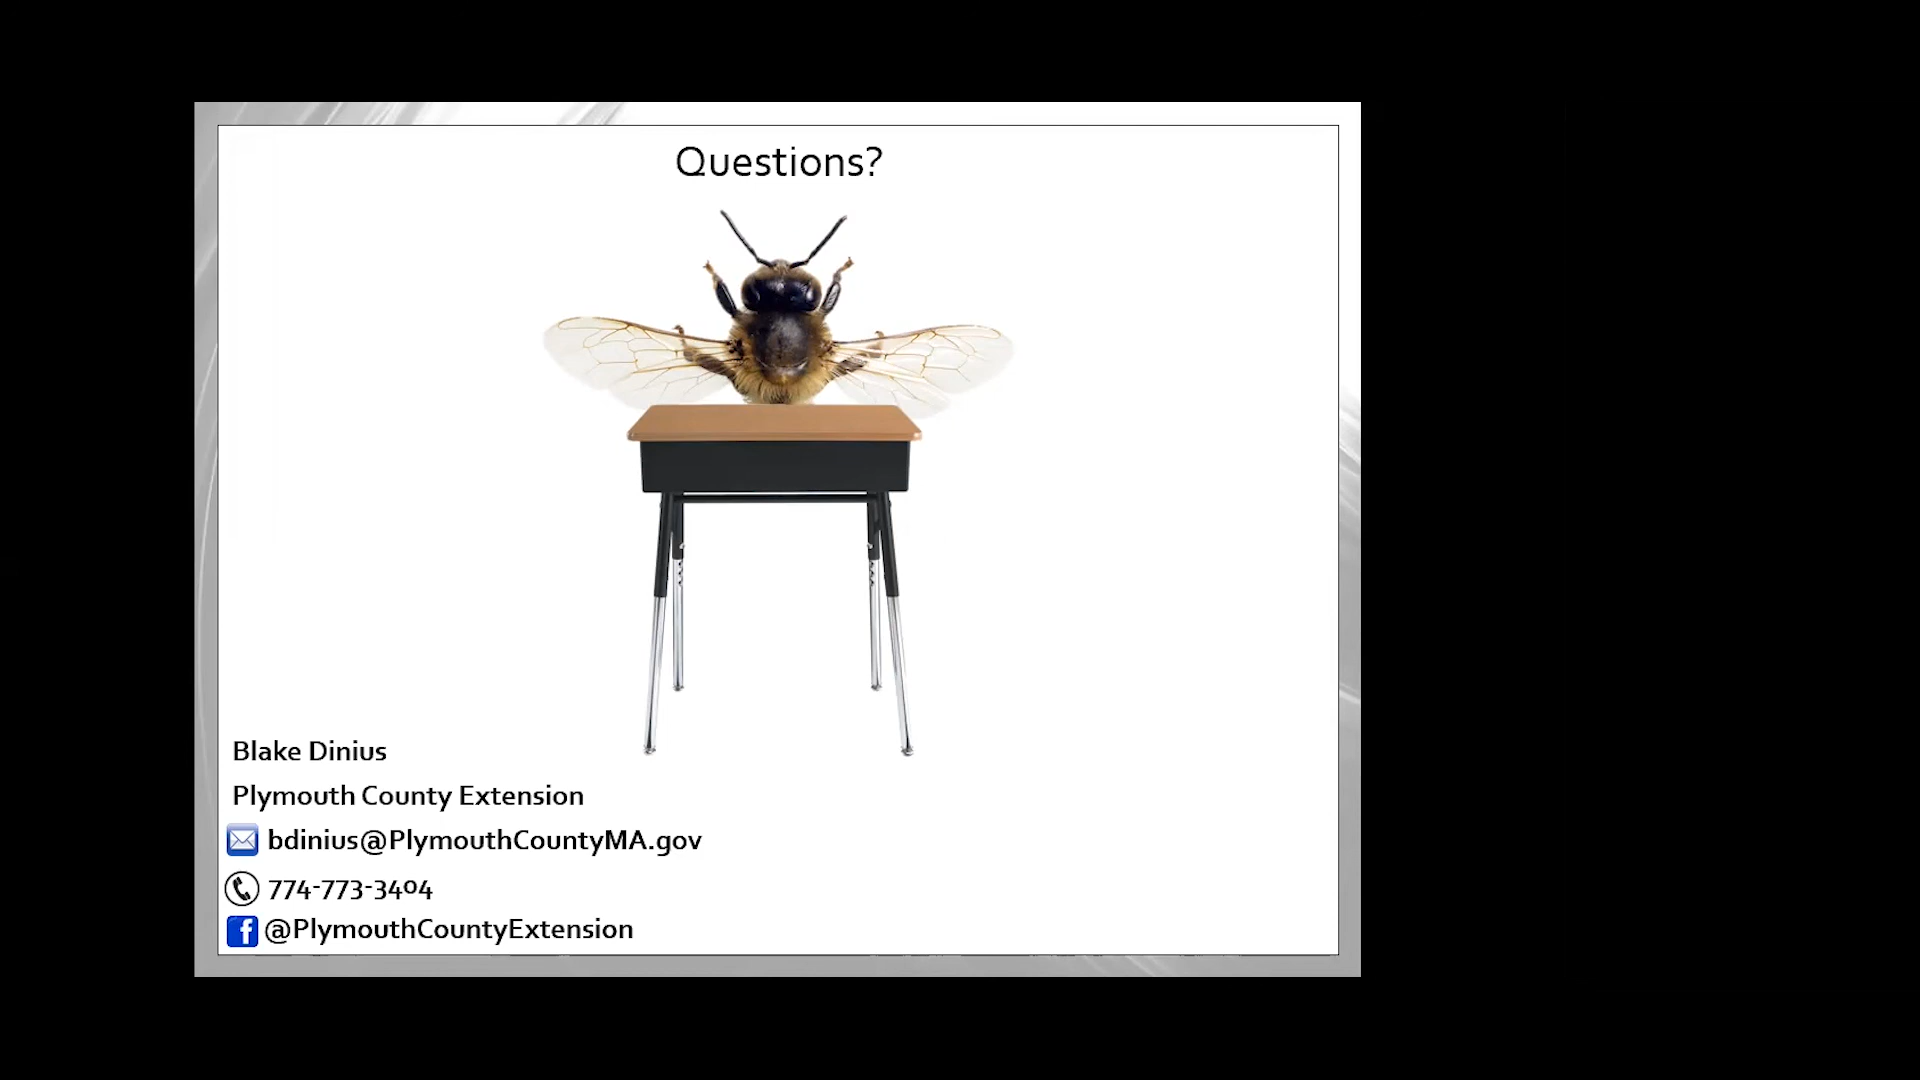 Questions?
Blake Dinius
Plymouth County Extension
bdinius@PlymouthCountyMA.gov
774-773-3404
@PlymouthCountyExtension